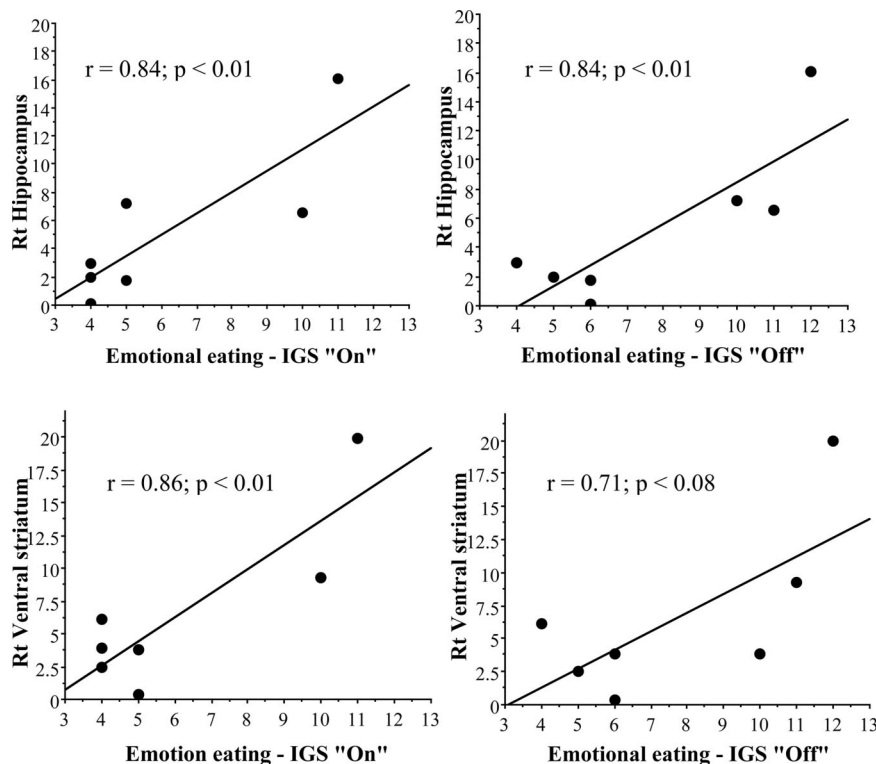 20
18
r = 0.84; p < 0.01
16
14
12
10
8
6
4
2
0
Rt Hippocampus
3 4 5 6 7 8 9 10 11 12 13
Emotional eating - IGS "On"
20
18
r = 0.84; p < 0.01
16
14
12
10
8
6
4
2
0
Rt Hippocampus
3 4 5 6 7 8 9 10 11 12 13
Emotional eating - IGS "Off"
20
17.5
r = 0.86; p < 0.01
15
12.5
10
7.5
5
2.5
0
Rt Ventral striatum
3 4 5 6 7 8 9 10 11 12 13
Emotion eating - IGS "On"
20
17.5
r = 0.71; p < 0.08
15
12.5
10
7.5
5
2.5
0
Rt Ventral striatum
3 4 5 6 7 8 9 10 11 12 13
Emotional eating - IGS "Off"